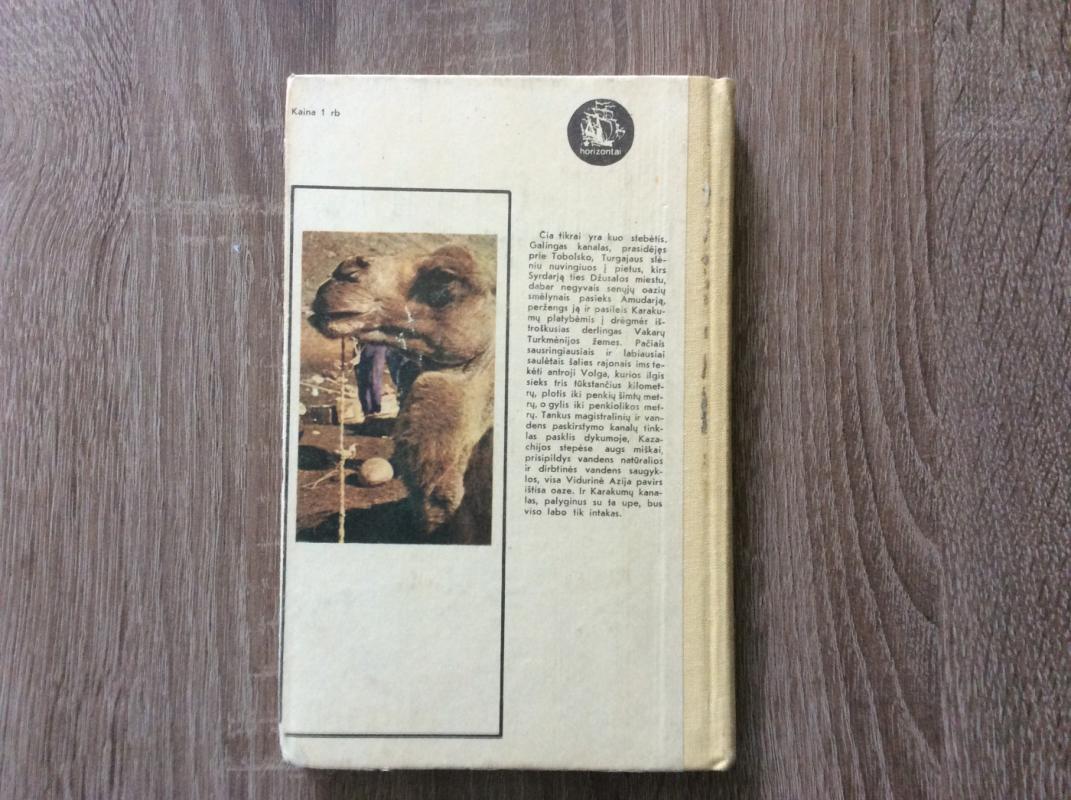 Kaina 1 rb
horizontai
Čia tikrai yra kuo stebėtis.
Galingas kanalas, prasidėjęs
prie Tobolsko, Turgajaus slė-
niu nuvingiuos į pietus, kirs
Syrdarją ties Džusalos miestu,
dabar negyvais senųjų oazių
smėlynais pasieks Amudarją,
peržengs ją ir pasileis Karaku-
mų platybėmis į drėgmės iš-
troškusias derlingas Vakarų
Turkmėnijos žemes. Pačiais
sausringiausiais ir labiausiai
saulėtais šalies rajonais ims te-
kėti antroji Volga, kurios ilgis
sieks tris tūkstančius kilomet-
rų, plotis iki penkių šimtų met-
rų, o gylis iki penkiolikos met-
rų. Tankus magistralinių ir van-
dens paskirstymo kanalų tink-
las pasklis dykumoje, Kaza-
chijos stepėse augs miškai,
prisipildys vandens natūralios
ir dirbtinės vandens saugyk-
los, visa Vidurinė Azija pavirs
ištisa oaze. Ir Karakumų kana-
las, palyginus su ta upe, bus
viso labo tik intakas.